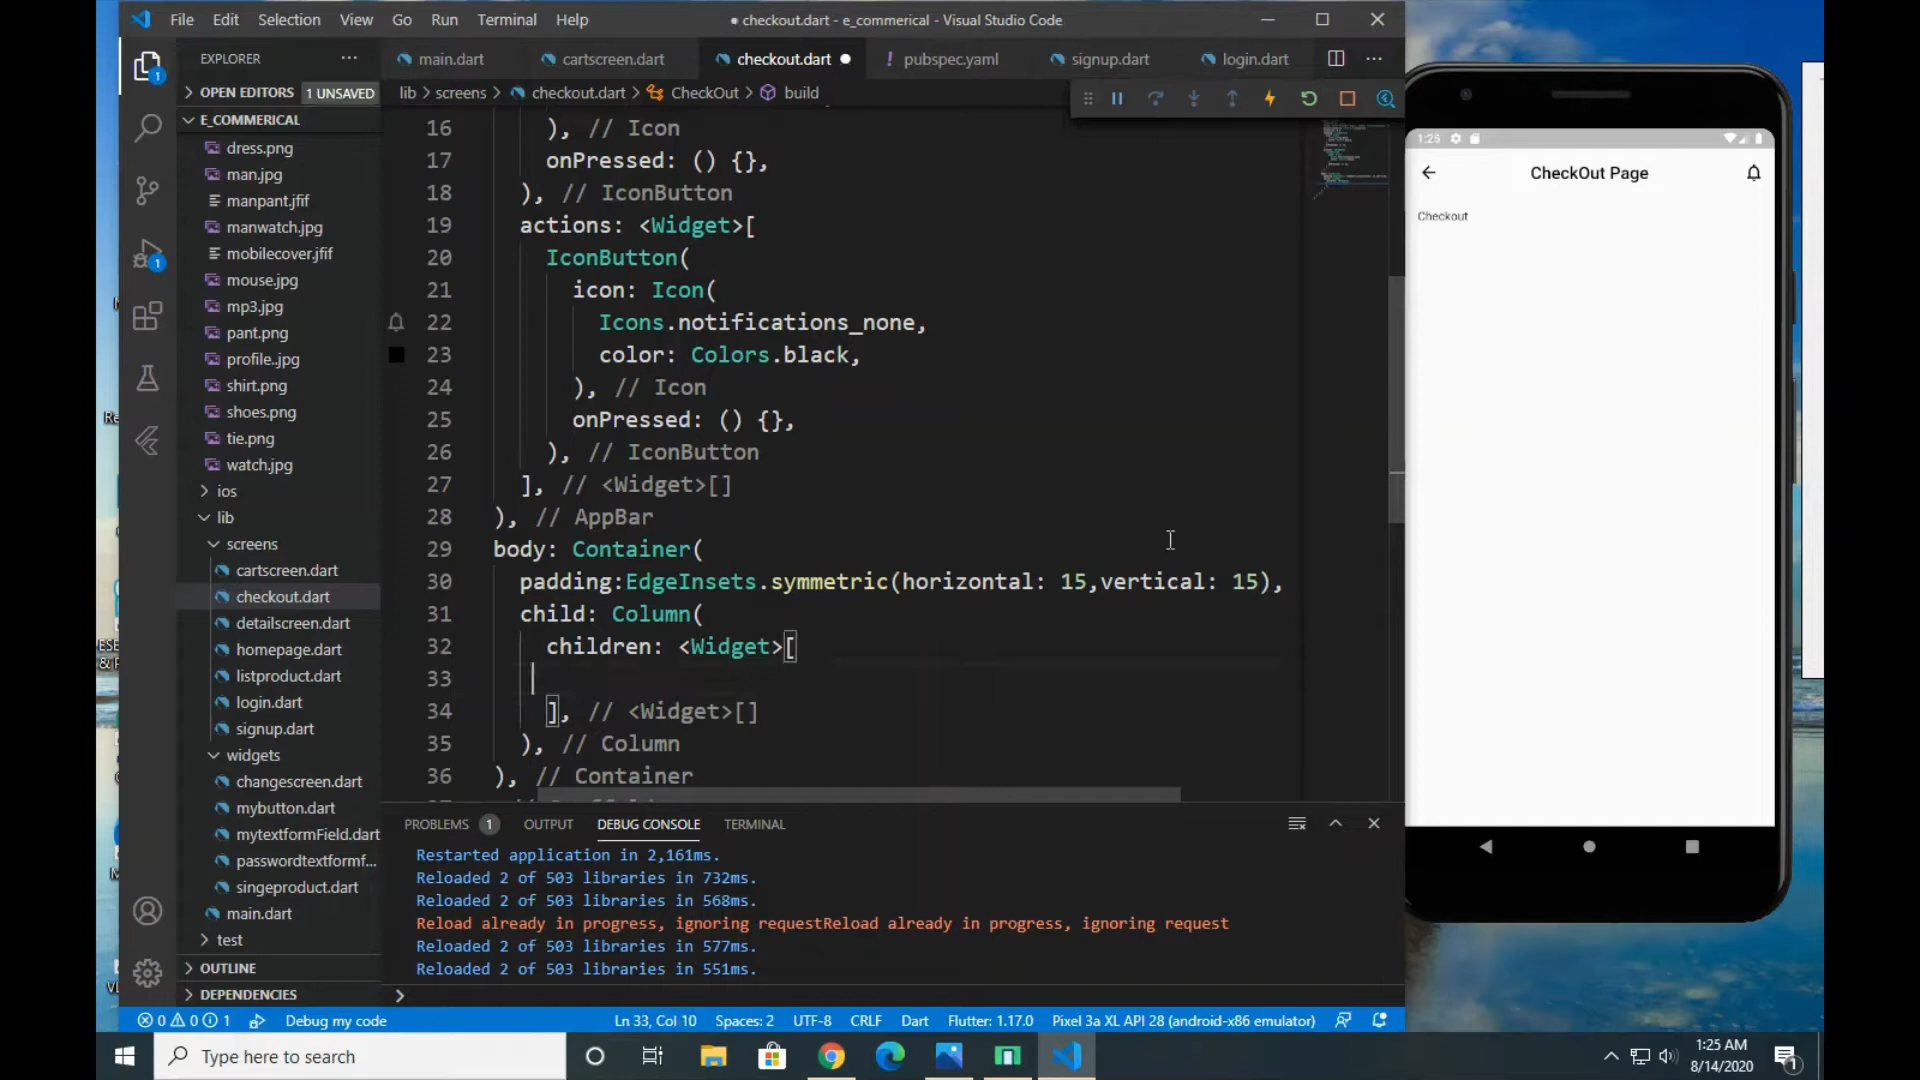 File Edit Selection View Go Run Terminal Help
● checkout.dart - e_commerical - Visual Studio Code
EXPLORER
main.dart
cartscreen.dart
checkout.dart
pubspec.yaml
signup.dart
login.dart
OPEN EDITORS 1 UNSAVED
lib > screens > checkout.dart > CheckOut > build
E_COMMERICAL
dress.png
man.jpg
manpant.jfif
manwatch.jpg
mobilecover.jfif
mouse.jpg
mp3.jpg
pant.png
profile..jpg
shirt.png
shoes.png
tie.png
watch.jpg
ios
lib
screens
cartscreen.dart
checkout.dart
detailscreen.dart
homepage.dart
listproduct.dart
login.dart
signup.dart
widgets
changescreen.dart
mybutton.dart
mytextformField.dart
passwordtextformf...
singeproduct.dart
main.dart
test
OUTLINE
DEPENDENCIES
16 ), // Icon
17 onPressed: () {},
18 ), // IconButton
19 actions: <Widget>[
20 IconButton(
21 icon: Icon(
22 Icons.notifications_none,
23 color: Colors.black,
24 ), // Icon
25 onPressed: () {},
26 ), // IconButton
27 ], // <Widget>[]
28 ), // AppBar
29 body: Container(
30 padding:EdgeInsets.symmetric(horizontal: 15,vertical: 15),
31 child: Column(
32 children: <Widget>[
33
34 ], // <Widget>[]
35 ), // Column
36 ), // Container
PROBLEMS 1 OUTPUT DEBUG CONSOLE TERMINAL
Restarted application in 2,161ms.
Reloaded 2 of 503 libraries in 732ms.
Reloaded 2 of 503 libraries in 568ms.
Reload already in progress, ignoring requestReload already in progress, ignoring request
Reloaded 2 of 503 libraries in 577ms.
Reloaded 2 of 503 libraries in 551ms.
0 0 1 Debug my code
Ln 33, Col 10 Spaces: 2 UTF-8 CRLF Dart Flutter: 1.17.0 Pixel 3a XL API 28 (android-x86 emulator)
1:25
CheckOut Page
Checkout
Type here to search
1:25 AM
8/14/2020
1